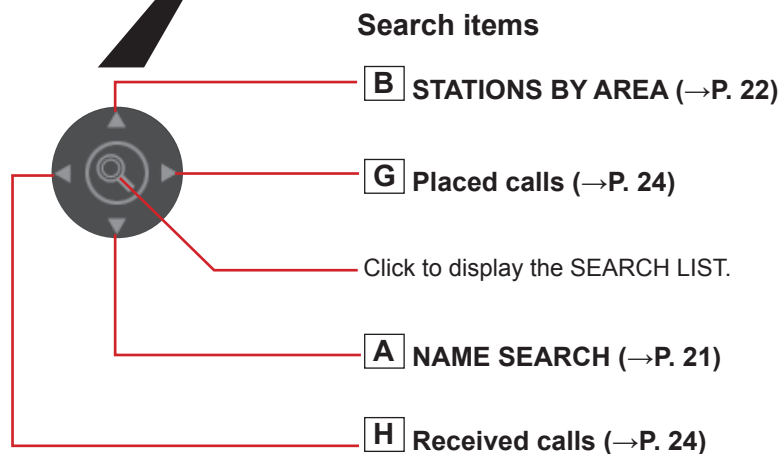 Search items
B STATIONS BY AREA (→P. 22)
G Placed calls (→P. 24)
Click to display the SEARCH LIST.
A NAME SEARCH (→P. 21)
H Received calls (→P. 24)